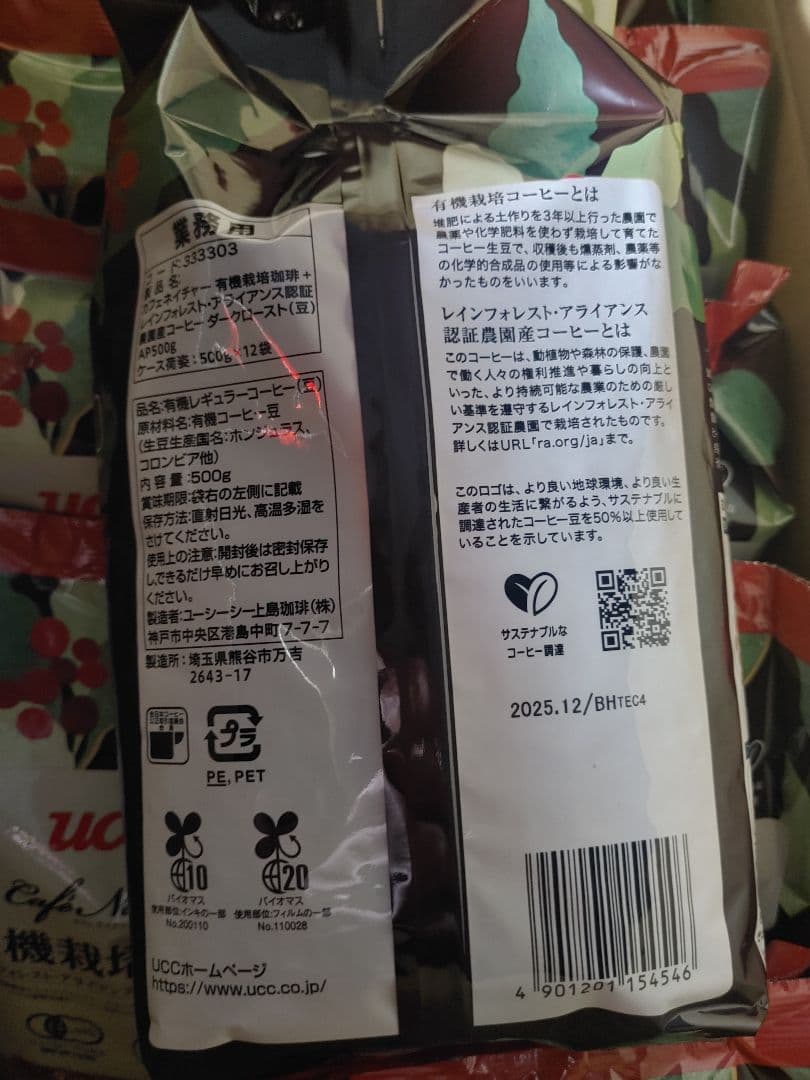 業務用
コード:333303
製品名:
カフェネイチャー 有機栽培珈琲+
レインフォレスト・アライアンス認証
農園産コーヒー ダークロースト(豆)
AP500g
ケース荷姿:500g×12袋
品名:有機レギュラーコーヒー(豆)
原材料名:有機コーヒー豆
(生豆生産国名:ホンジュラス、
コロンビア他)
内容量:500g
賞味期限:袋右の左側に記載
保存方法:直射日光、高温多湿を
さけてください。
使用上の注意:開封後は密封保存
しできるだけ早めにお召し上がり
ください。
製造者:ユーシーシー上島珈琲(株)
神戸市中央区港島中町7-7-7
製造所:埼玉県熊谷市万吉
2643-17
プラ
PE, PET
10
バイオマス
使用部位:インキの一部
No.200110
20
バイオマス
使用部位:フィルムの一部
No.110028
UCCホームページ
https://www.ucc.co.jp/
有機栽培コーヒーとは
堆肥による土作りを3年以上行った農園で
農薬や化学肥料を使わず栽培して育てた
コーヒー生豆で、収穫後も燻蒸剤、農薬等
の化学的合成品の使用等による影響がな
かったものをいいます。
レインフォレスト・アライアンス
認証農園産コーヒーとは
このコーヒーは、動植物や森林の保護、農園
で働く人々の権利推進や暮らしの向上と
いった、より持続可能な農業のための厳し
い基準を遵守するレインフォレスト・アライ
アンス認証農園で栽培されたものです。
詳しくはURL「ra.org/ja」まで。
このロゴは、より良い地球環境、より良い生
産者の生活に繋がるよう、サステナブルに
調達されたコーヒー豆を50%以上使用して
いることを示しています。
サステナブルな
コーヒー調達
2025.12/BHTEC4
4 901201 154546
UC
Café N
機栽培